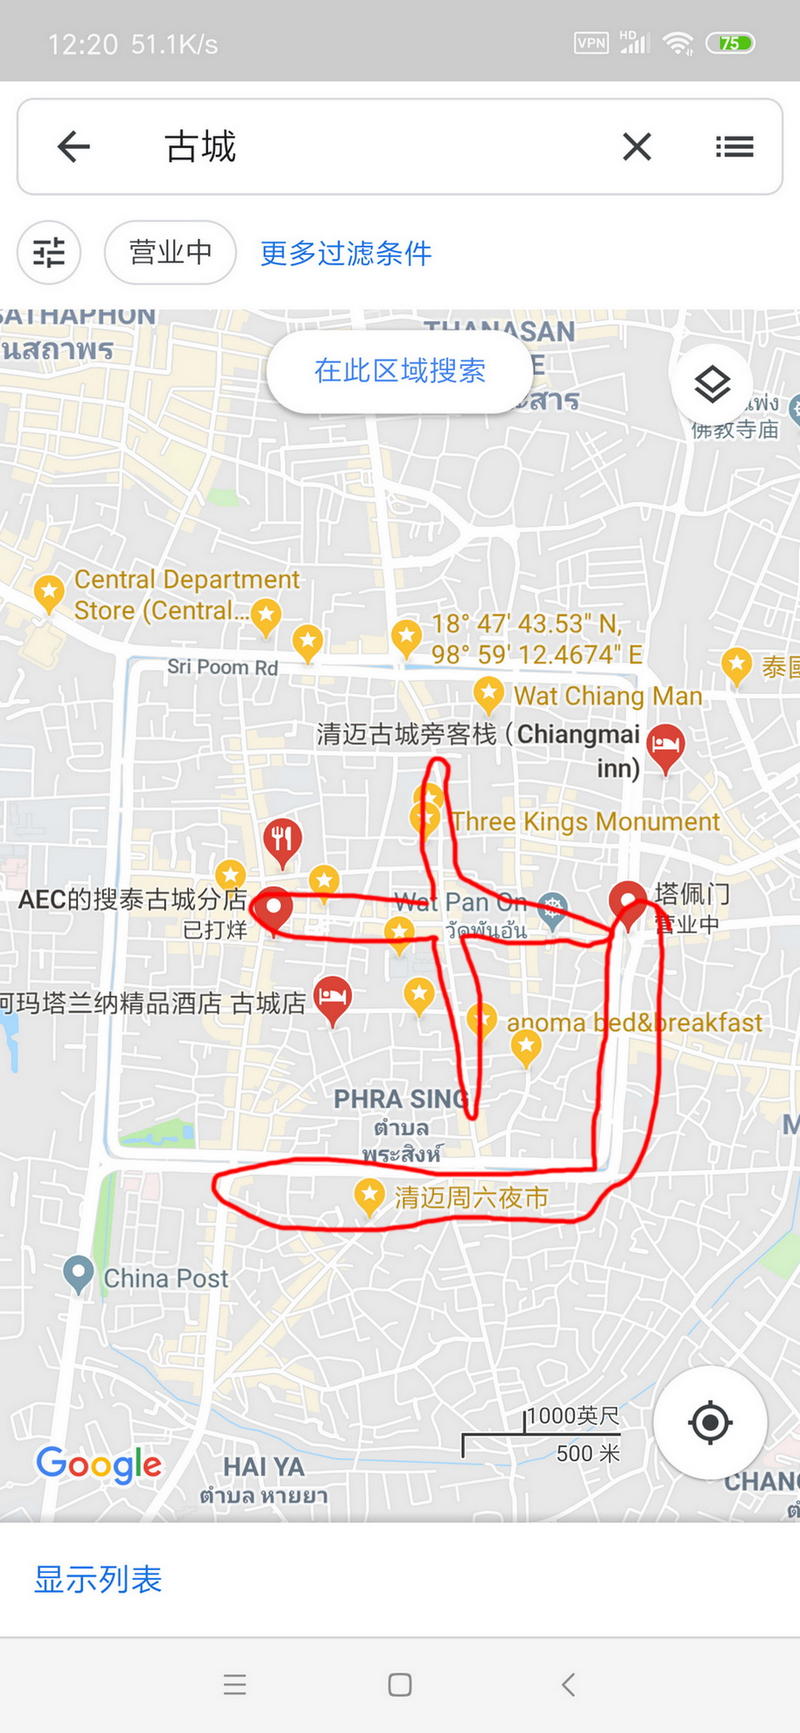 12:20 51.1K/s
VPN HD 75
古城
营业中 更多过滤条件
SATHAPHON
THANASAN
在此区域搜索
佛教寺庙
Central Department
Store (Central...
18° 47' 43.53" N,
98° 59' 12.4674" E
Sri Poom Rd
泰國
Wat Chiang Man
清迈古城旁客栈（Chiangmai
inn)
Three Kings Monument
AEC的搜泰古城分店
已打烊
Wat Pan On
วัดพันอ้น
塔佩门
营业中
阿玛塔兰纳精品酒店 古城店
anoma bed&breakfast
PHRA SING
ตำบล
พระสิงห์
清迈周六夜市
China Post
1000英尺
500 米
Google
HAI YA
ตำบล หายยา
CHANG
显示列表